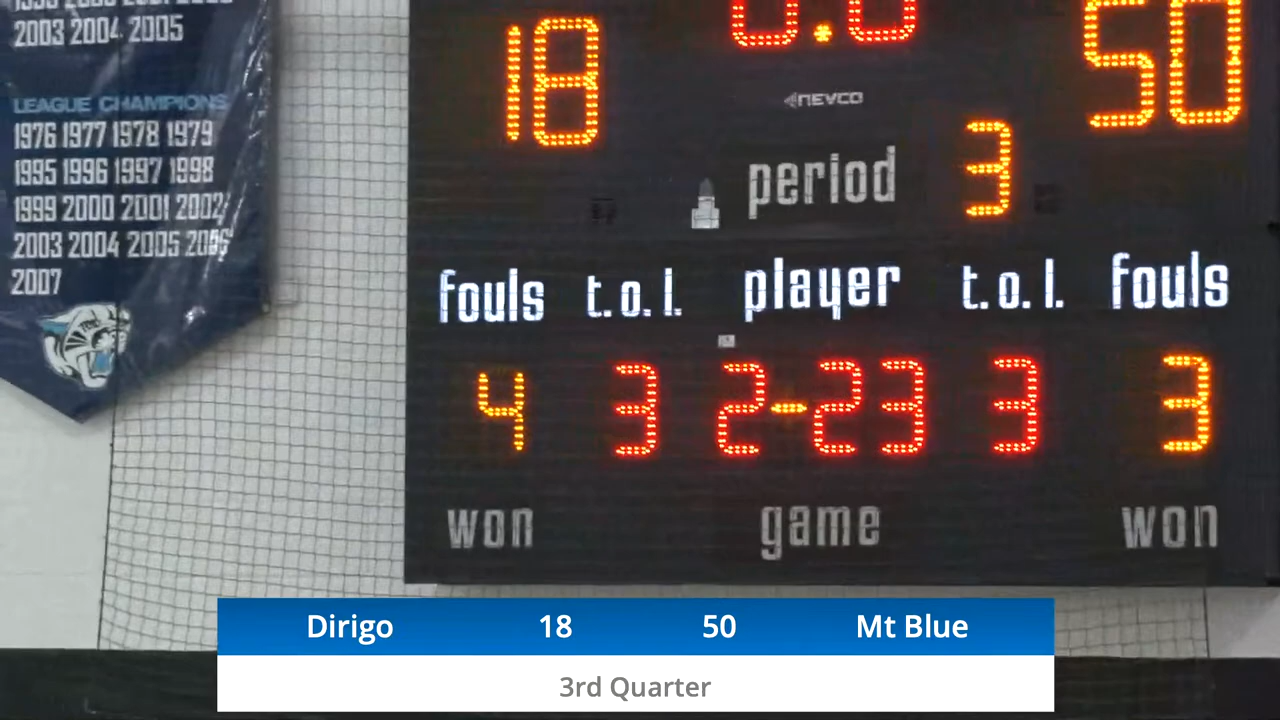 2003 2004 2005
LEAGUE CHAMPIONS
1976 1977 1978 1979
1995 1996 1997 1998
1999 2000 2001 2002
2003 2004 2005 2006
2007
18 0.0 50
NEVCO
period 3
fouls t.o.l. player t.o.l. fouls
4 3 2-23 3 3
won game won
Dirigo 18 50 Mt Blue
3rd Quarter